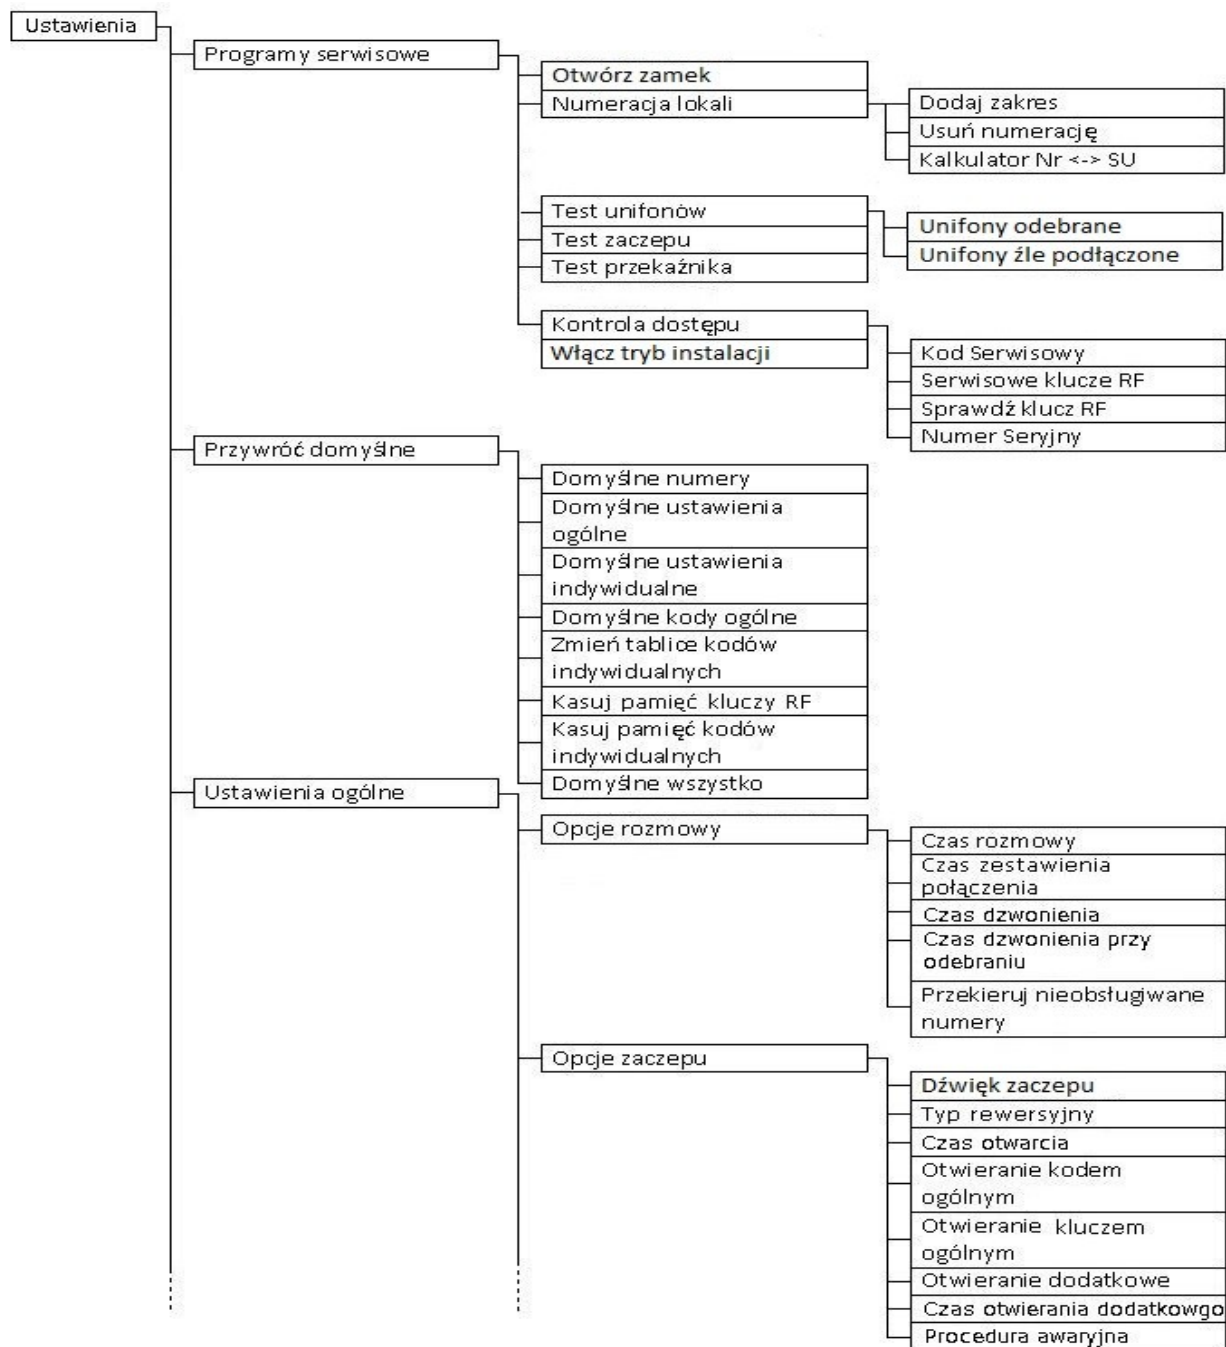 Ustawienia
Programy serwisowe
Otwórz zamek
Numeracja lokali
Dodaj zakres
Usuń numerację
Kalkulator Nr <-> SU
Test unifonów
Test zaczepu
Test przekaźnika
Unifony odebrane
Unifony źle podłączone
Kontrola dostępu
Włącz tryb instalacji
Kod Serwisowy
Serwisowe klucze RF
Sprawdź klucz RF
Numer Seryjny
Przywróć domyślne
Domyślne numery
Domyślne ustawienia
ogólne
Domyślne ustawienia
indywidualne
Domyślne kody ogólne
Zmień tablice kodów
indywidualnych
Kasuj pamięć kluczy RF
Kasuj pamięć kodów
indywidualnych
Domyślne wszystko
Ustawienia ogólne
Opcje rozmowy
Czas rozmowy
Czas zestawienia
połączenia
Czas dzwonienia
Czas dzwonienia przy
odebraniu
Przekieruj nieobsługiwane
numery
Opcje zaczepu
Dźwięk zaczepu
Typ rewersyjny
Czas otwarcia
Otwieranie kodem
ogólnym
Otwieranie kluczem
ogólnym
Otwieranie dodatkowe
Czas otwierania dodatkowgo
Procedura awaryjna